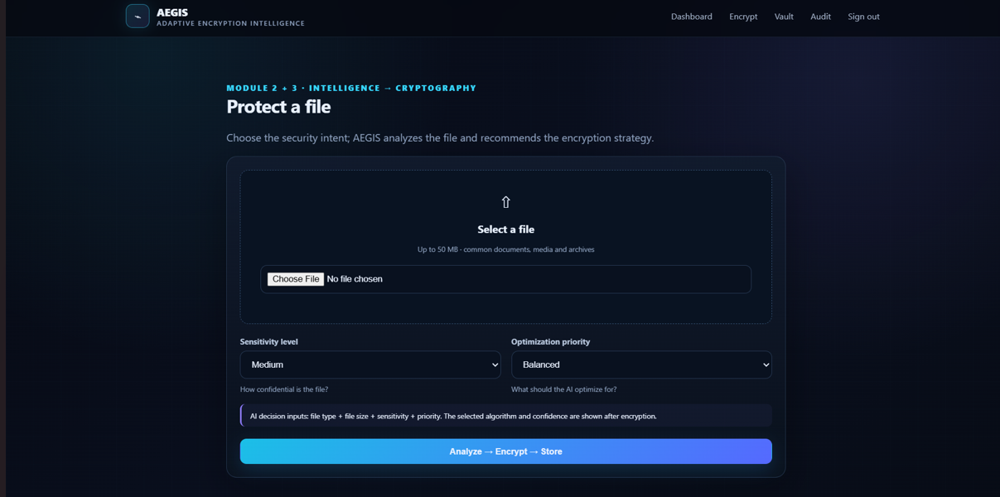 AEGIS
ADAPTIVE ENCRYPTION INTELLIGENCE
Dashboard Encrypt Vault Audit Sign out
MODULE 2 + 3 · INTELLIGENCE → CRYPTOGRAPHY
Protect a file
Choose the security intent; AEGIS analyzes the file and recommends the encryption strategy.
Select a file
Up to 50 MB · common documents, media and archives
Choose File No file chosen
Sensitivity level Optimization priority
Medium Balanced
How confidential is the file? What should the AI optimize for?
AI decision inputs: file type + file size + sensitivity + priority. The selected algorithm and confidence are shown after encryption.
Analyze → Encrypt → Store